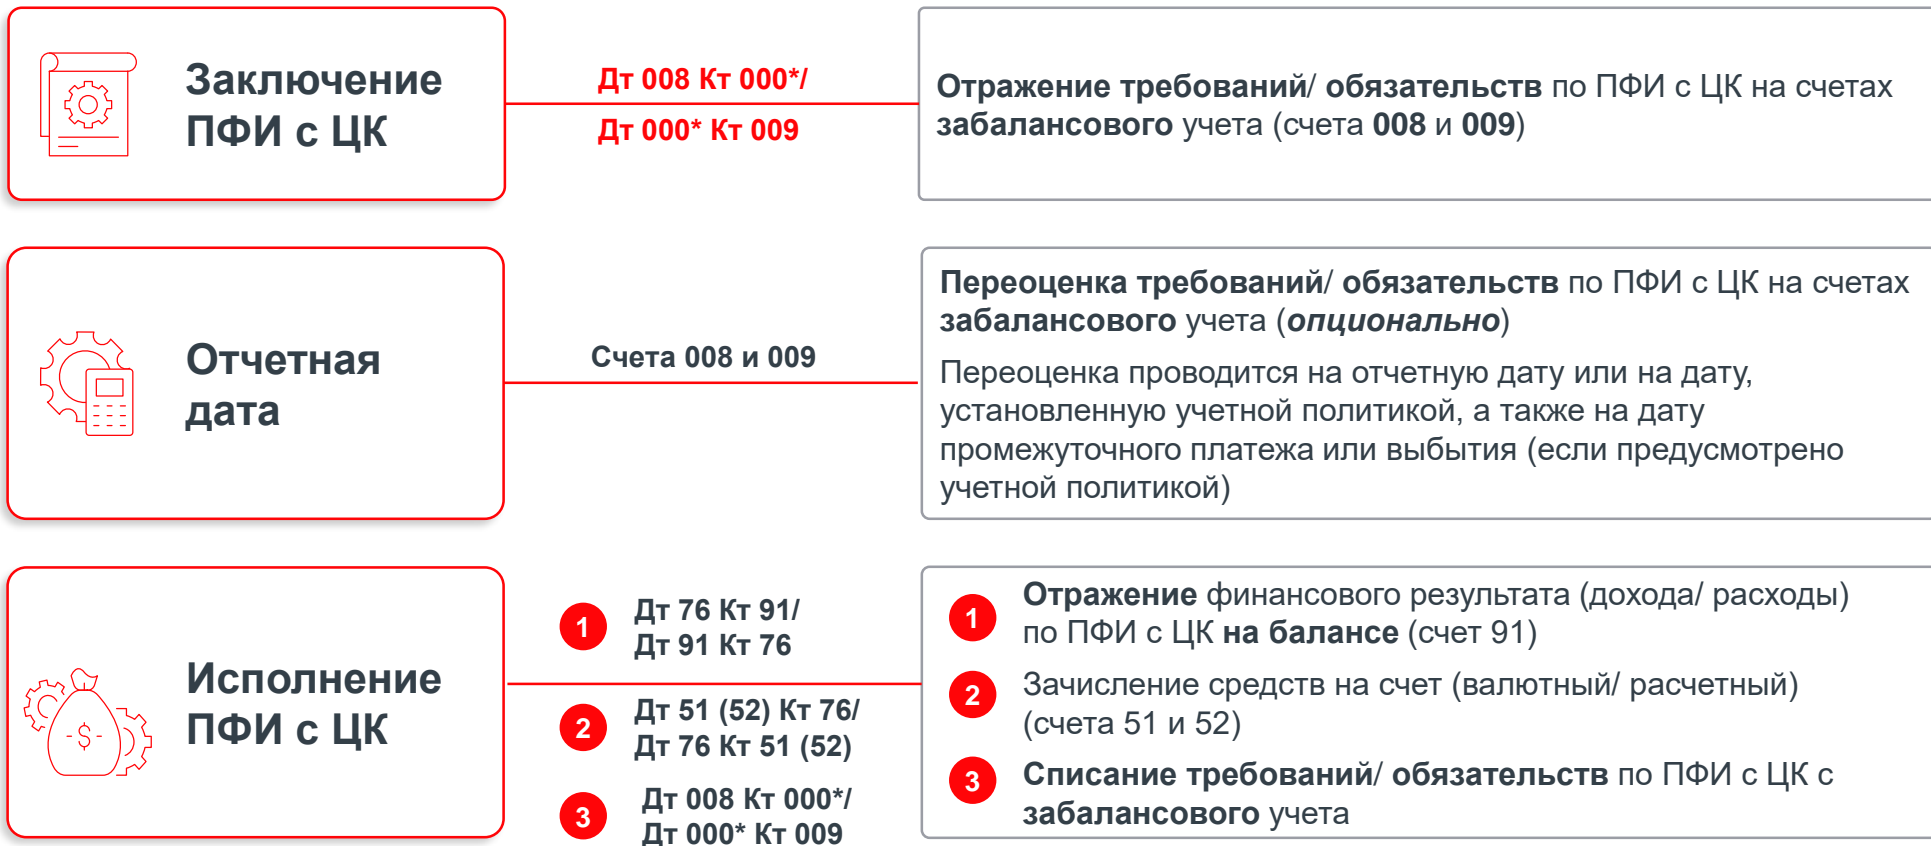 Заключение
ПФИ с ЦК
Дт 008 Кт 000*/
Дт 000* Кт 009
Отражение требований/ обязательств по ПФИ с ЦК на счетах
забалансового учета (счета 008 и 009)
Отчетная
дата
Счета 008 и 009
Переоценка требований/ обязательств по ПФИ с ЦК на счетах
забалансового учета (опционально)
Переоценка проводится на отчетную дату или на дату,
установленную учетной политикой, а также на дату
промежуточного платежа или выбытия (если предусмотрено
учетной политикой)
Исполнение
ПФИ с ЦК
-$-
1 Дт 76 Кт 91/
Дт 91 Кт 76
2 Дт 51 (52) Кт 76/
Дт 76 Кт 51 (52)
3 Дт 008 Кт 000*/
Дт 000* Кт 009
1 Отражение финансового результата (дохода/ расходы)
по ПФИ с ЦК на балансе (счет 91)
2 Зачисление средств на счет (валютный/ расчетный)
(счета 51 и 52)
3 Списание требований/ обязательств по ПФИ с ЦК с
забалансового учета